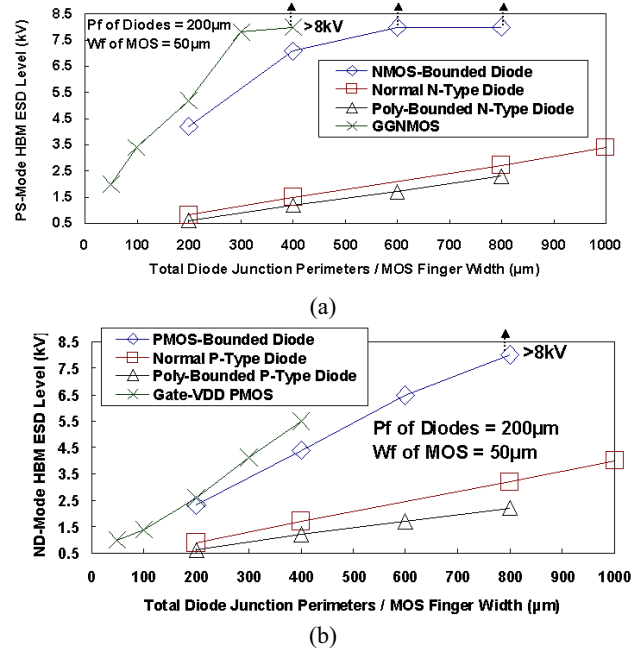 8.5
7.5
6.5
5.5
4.5
3.5
2.5
1.5
0.5
PS-Mode HBM ESD Level (kV)
Pf of Diodes = 200µm
Wf of MOS = 50µm
>8kV
NMOS-Bounded Diode
Normal N-Type Diode
Poly-Bounded N-Type Diode
GGNMOS
0 100 200 300 400 500 600 700 800 900 1000
Total Diode Junction Perimeters / MOS Finger Width (µm)
(a)
8.5
7.5
6.5
5.5
4.5
3.5
2.5
1.5
0.5
ND-Mode HBM ESD Level (kV)
PMOS-Bounded Diode
Normal P-Type Diode
Poly-Bounded P-Type Diode
Gate-VDD PMOS
>8kV
Pf of Diodes = 200µm
Wf of MOS = 50µm
0 100 200 300 400 500 600 700 800 900 1000
Total Diode Junction Perimeters / MOS Finger Width (µm)
(b)